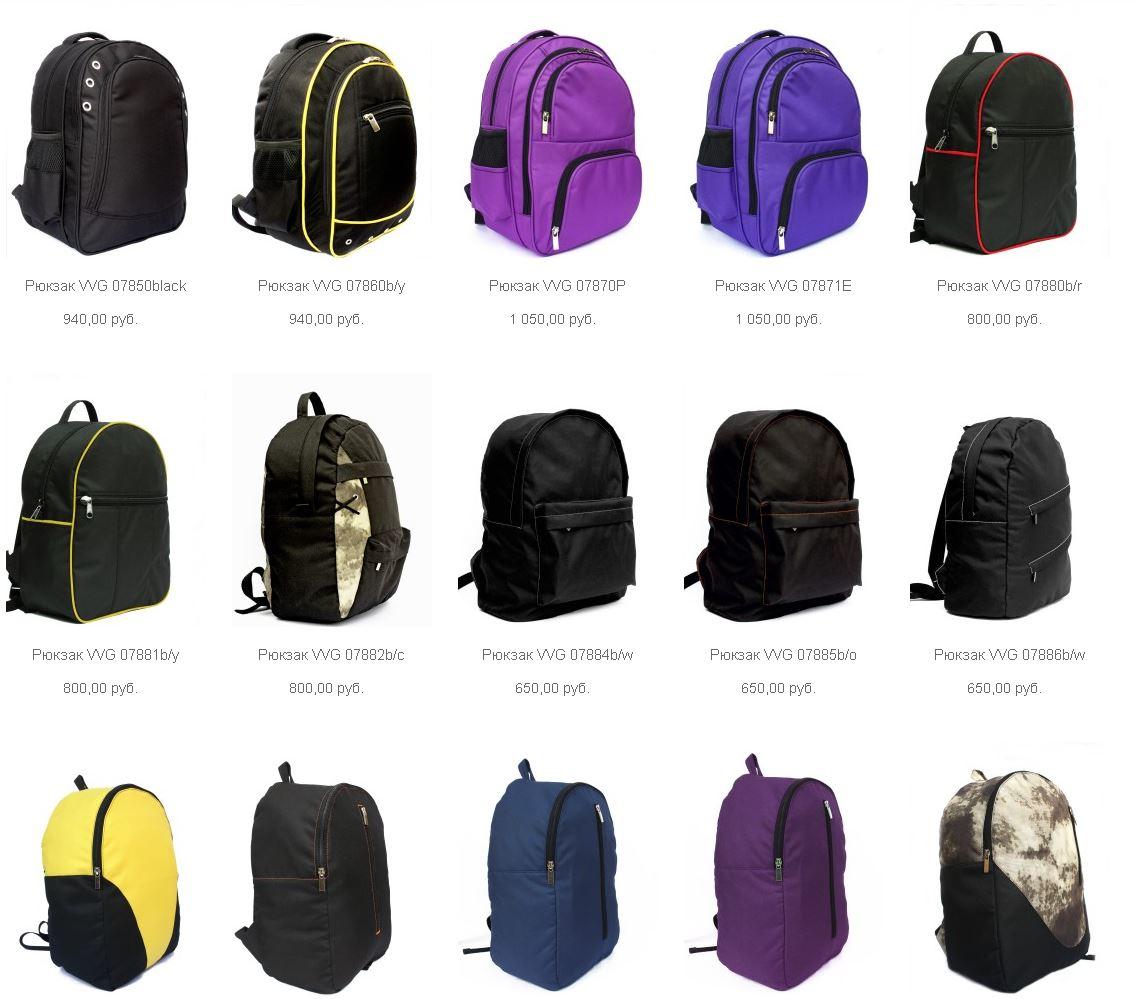 Рюкзак VVG 07850black
Рюкзак VVG 07860b/y
Рюкзак VVG 07870P
Рюкзак VVG 07871E
Рюкзак VVG 07880b/r
940,00 руб.
940,00 руб.
1 050,00 руб.
1 050,00 руб.
800,00 руб.
Рюкзак VVG 07881b/y
Рюкзак VVG 07882b/c
Рюкзак VVG 07884b/w
Рюкзак VVG 07885b/o
Рюкзак VVG 07886b/w
800,00 руб.
800,00 руб.
650,00 руб.
650,00 руб.
650,00 руб.